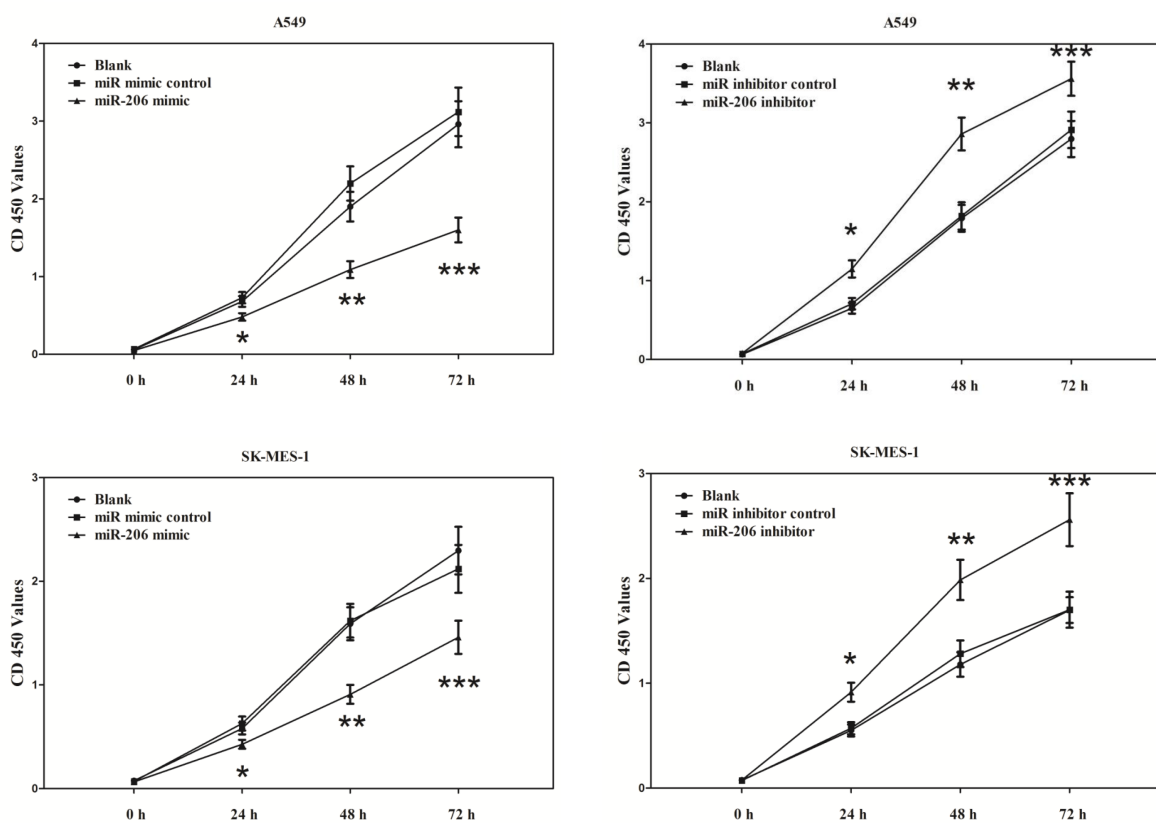 A549
Blank
miR mimic control
miR-206 mimic
CD 450 Values
4
3
2
1
0
*
**
***
0 h 24 h 48 h 72 h
A549
Blank
miR inhibitor control
miR-206 inhibitor
CD 450 Values
4
3
2
1
0
*
**
***
0 h 24 h 48 h 72 h
SK-MES-1
Blank
miR mimic control
miR-206 mimic
CD 450 Values
3
2
1
0
*
**
***
0 h 24 h 48 h 72 h
SK-MES-1
Blank
miR inhibitor control
miR-206 inhibitor
CD 450 Values
3
2
1
0
*
**
***
0 h 24 h 48 h 72 h